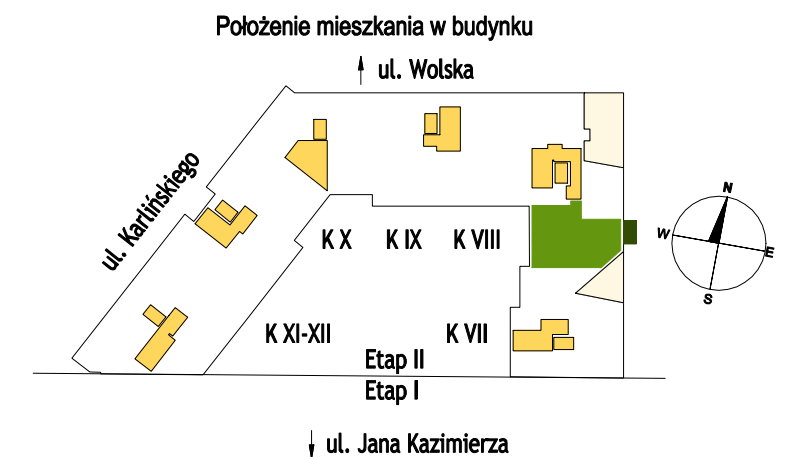 Położenie mieszkania w budynku
ul. Wolska
ul. Karlińskiego
N
W
E
S
K X K IX K VIII
K XI-XII K VII
Etap II
Etap I
ul. Jana Kazimierza